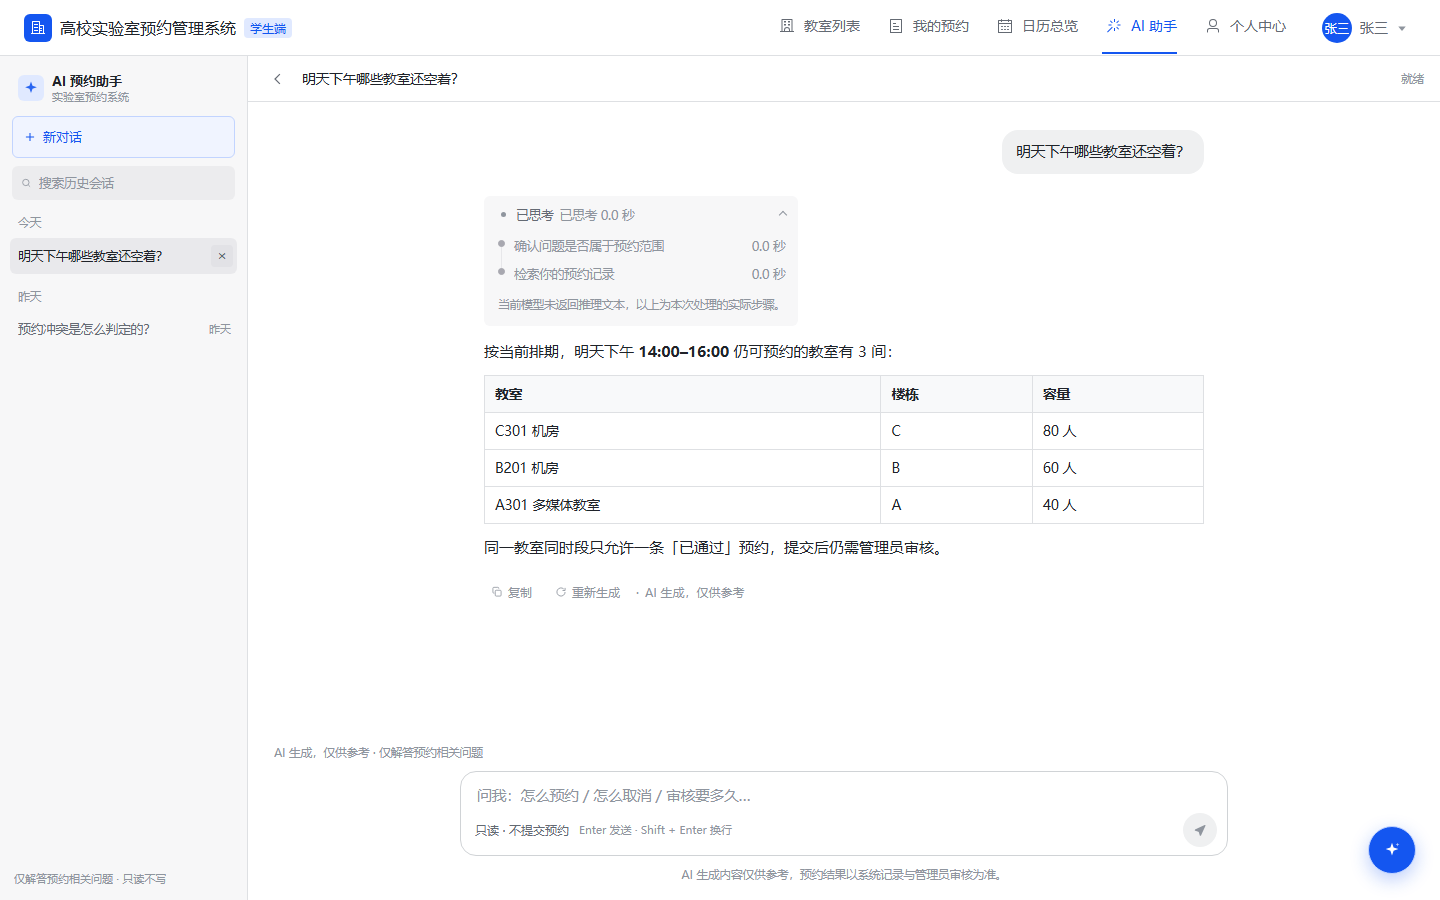 高校实验室预约管理系统 学生端 教室列表 我的预约 日历总览 AI 助手 个人中心 张三 张三
AI 预约助手
实验室预约系统
+ 新对话
搜索历史会话
今天
明天下午哪些教室还空着?
昨天
预约冲突是怎么判定的? 昨天
仅解答预约相关问题 · 只读不写
明天下午哪些教室还空着? 就绪
明天下午哪些教室还空着?
已思考 已思考 0.0 秒
确认问题是否属于预约范围 0.0 秒
检索你的预约记录 0.0 秒
当前模型未返回推理文本，以上为本次处理的实际步骤。
按当前排期，明天下午 14:00–16:00 仍可预约的教室有 3 间：
教室 楼栋 容量
C301 机房 C 80 人
B201 机房 B 60 人
A301 多媒体教室 A 40 人
同一教室同时段只允许一条「已通过」预约，提交后仍需管理员审核。
复制 重新生成 · AI 生成，仅供参考
AI 生成，仅供参考 · 仅解答预约相关问题
问我：怎么预约 / 怎么取消 / 审核要多久...
只读 · 不提交预约 Enter 发送 · Shift + Enter 换行
AI 生成内容仅供参考，预约结果以系统记录与管理员审核为准。